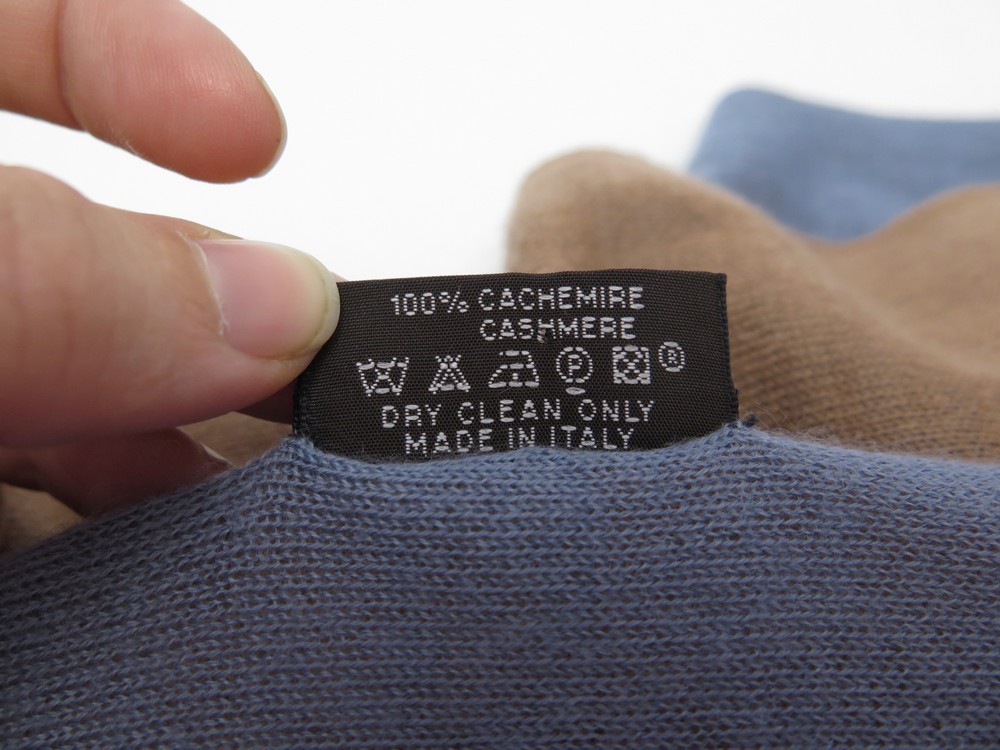 100% CACHEMIRE
CASHMERE
P ®
DRY CLEAN ONLY
MADE IN ITALY